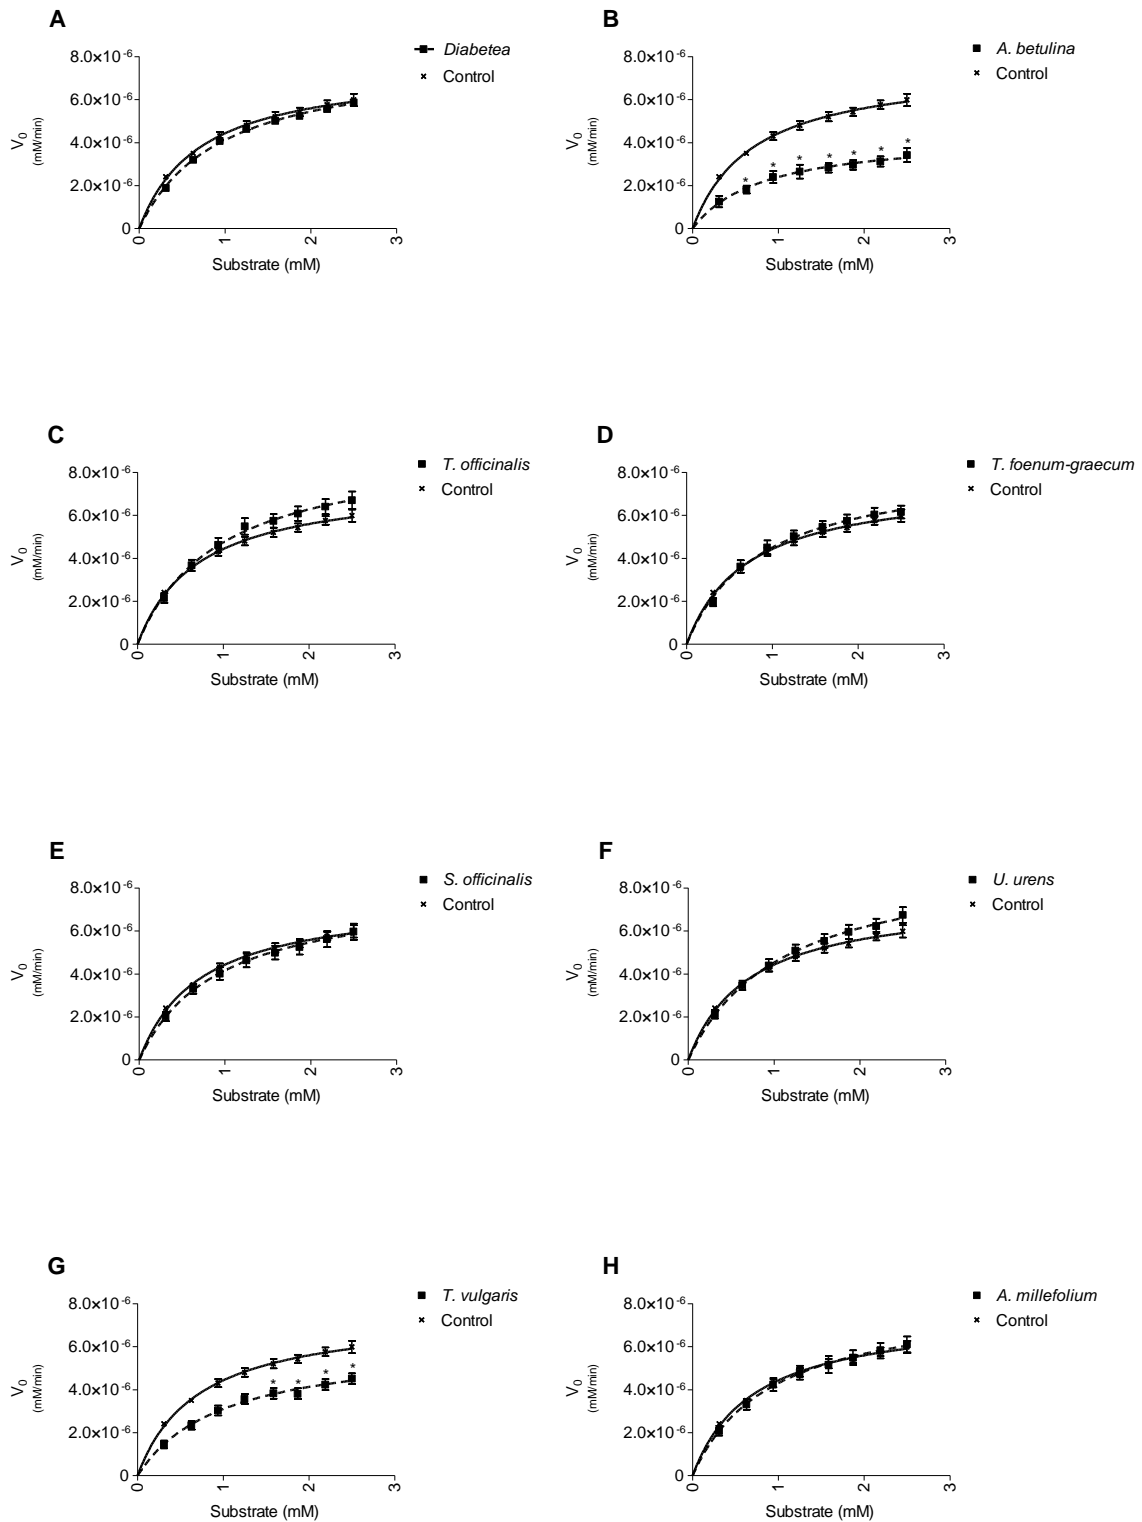 A
Diabetea
Control
8.0×10-6
6.0×10-6
4.0×10-6
2.0×10-6
0
V0
(mM/min)
0 1 2 3
Substrate (mM)
B
A. betulina
Control
8.0×10-6
6.0×10-6
4.0×10-6
2.0×10-6
0
V0
(mM/min)
* * * * * * * *
0 1 2 3
Substrate (mM)
C
T. officinalis
Control
8.0×10-6
6.0×10-6
4.0×10-6
2.0×10-6
0
V0
(mM/min)
0 1 2 3
Substrate (mM)
D
T. foenum-graecum
Control
8.0×10-6
6.0×10-6
4.0×10-6
2.0×10-6
0
V0
(mM/min)
0 1 2 3
Substrate (mM)
E
S. officinalis
Control
8.0×10-6
6.0×10-6
4.0×10-6
2.0×10-6
0
V0
(mM/min)
0 1 2 3
Substrate (mM)
F
U. urens
Control
8.0×10-6
6.0×10-6
4.0×10-6
2.0×10-6
0
V0
(mM/min)
0 1 2 3
Substrate (mM)
G
T. vulgaris
Control
8.0×10-6
6.0×10-6
4.0×10-6
2.0×10-6
0
V0
(mM/min)
* * * *
0 1 2 3
Substrate (mM)
H
A. millefolium
Control
8.0×10-6
6.0×10-6
4.0×10-6
2.0×10-6
0
V0
(mM/min)
0 1 2 3
Substrate (mM)